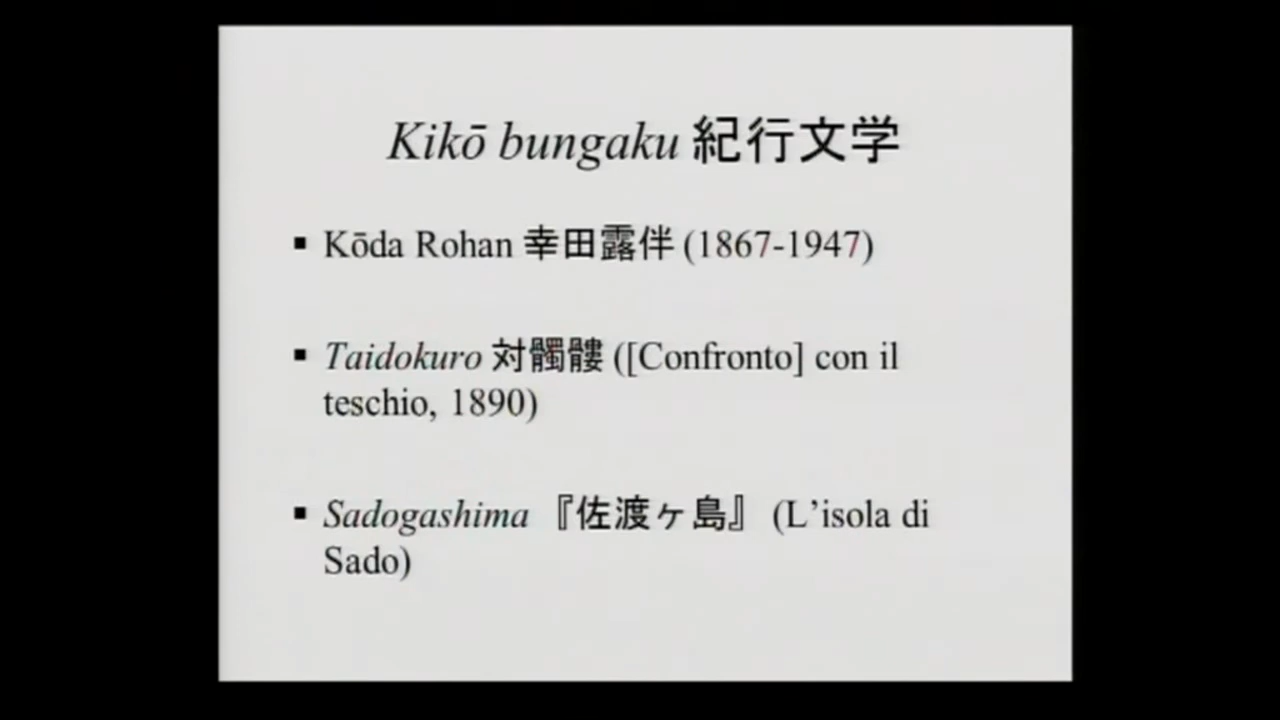 Kikō bungaku 紀行文学
▪ Kōda Rohan 幸田露伴 (1867-1947)
▪ Taidokuro 対髑髏 ([Confronto] con il
teschio, 1890)
▪ Sadogashima 『佐渡ヶ島』 (L’isola di
Sado)